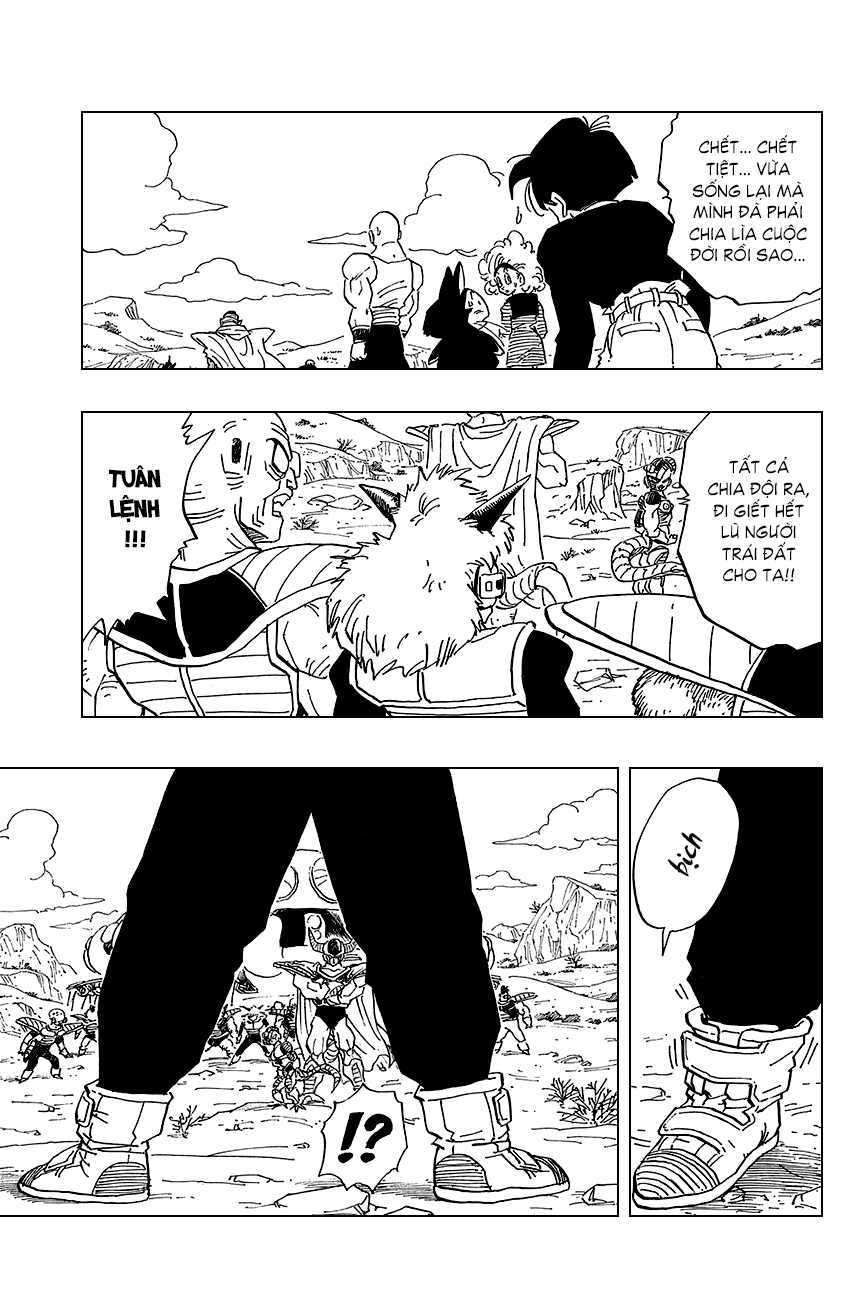 CHẾT... CHẾT
TIỆT... VỪA
SỐNG LẠI MÀ
MÌNH ĐÃ PHẢI
CHIA LÌA CUỘC
ĐỜI RỒI SAO...
TẤT CẢ
CHIA ĐỘI RA,
ĐI GIẾT HẾT
LŨ NGƯỜI
TRÁI ĐẤT
CHO TA!!
TUÂN
LỆNH
!!!
bịch
!?